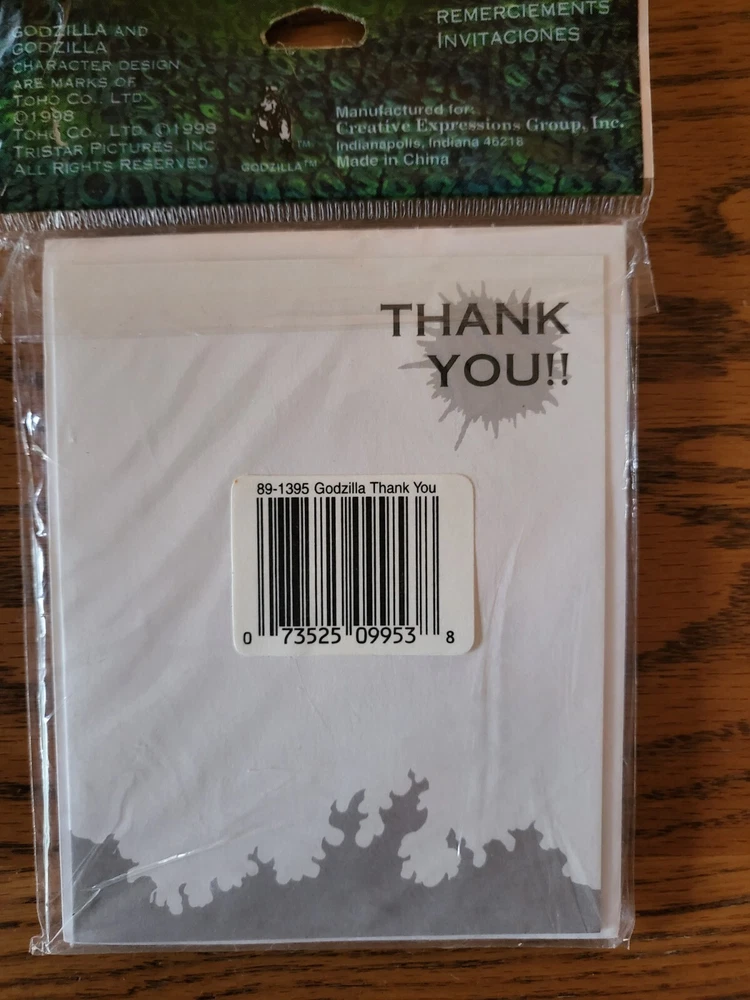 GODZILLA AND
GODZILLA
CHARACTER DESIGN
ARE MARKS OF
TOHO CO., LTD.
©1998
TOHO CO., LTD. ©1998
TRISTAR PICTURES, INC
ALL RIGHTS RESERVED.
REMERCIEMENTS
INVITACIONES
TM
GODZILLA™
Manufactured for:
Creative Expressions Group, Inc.
Indianapolis, Indiana 46218
Made in China
THANK
YOU!!
89-1395 Godzilla Thank You
0 73525 09953 8